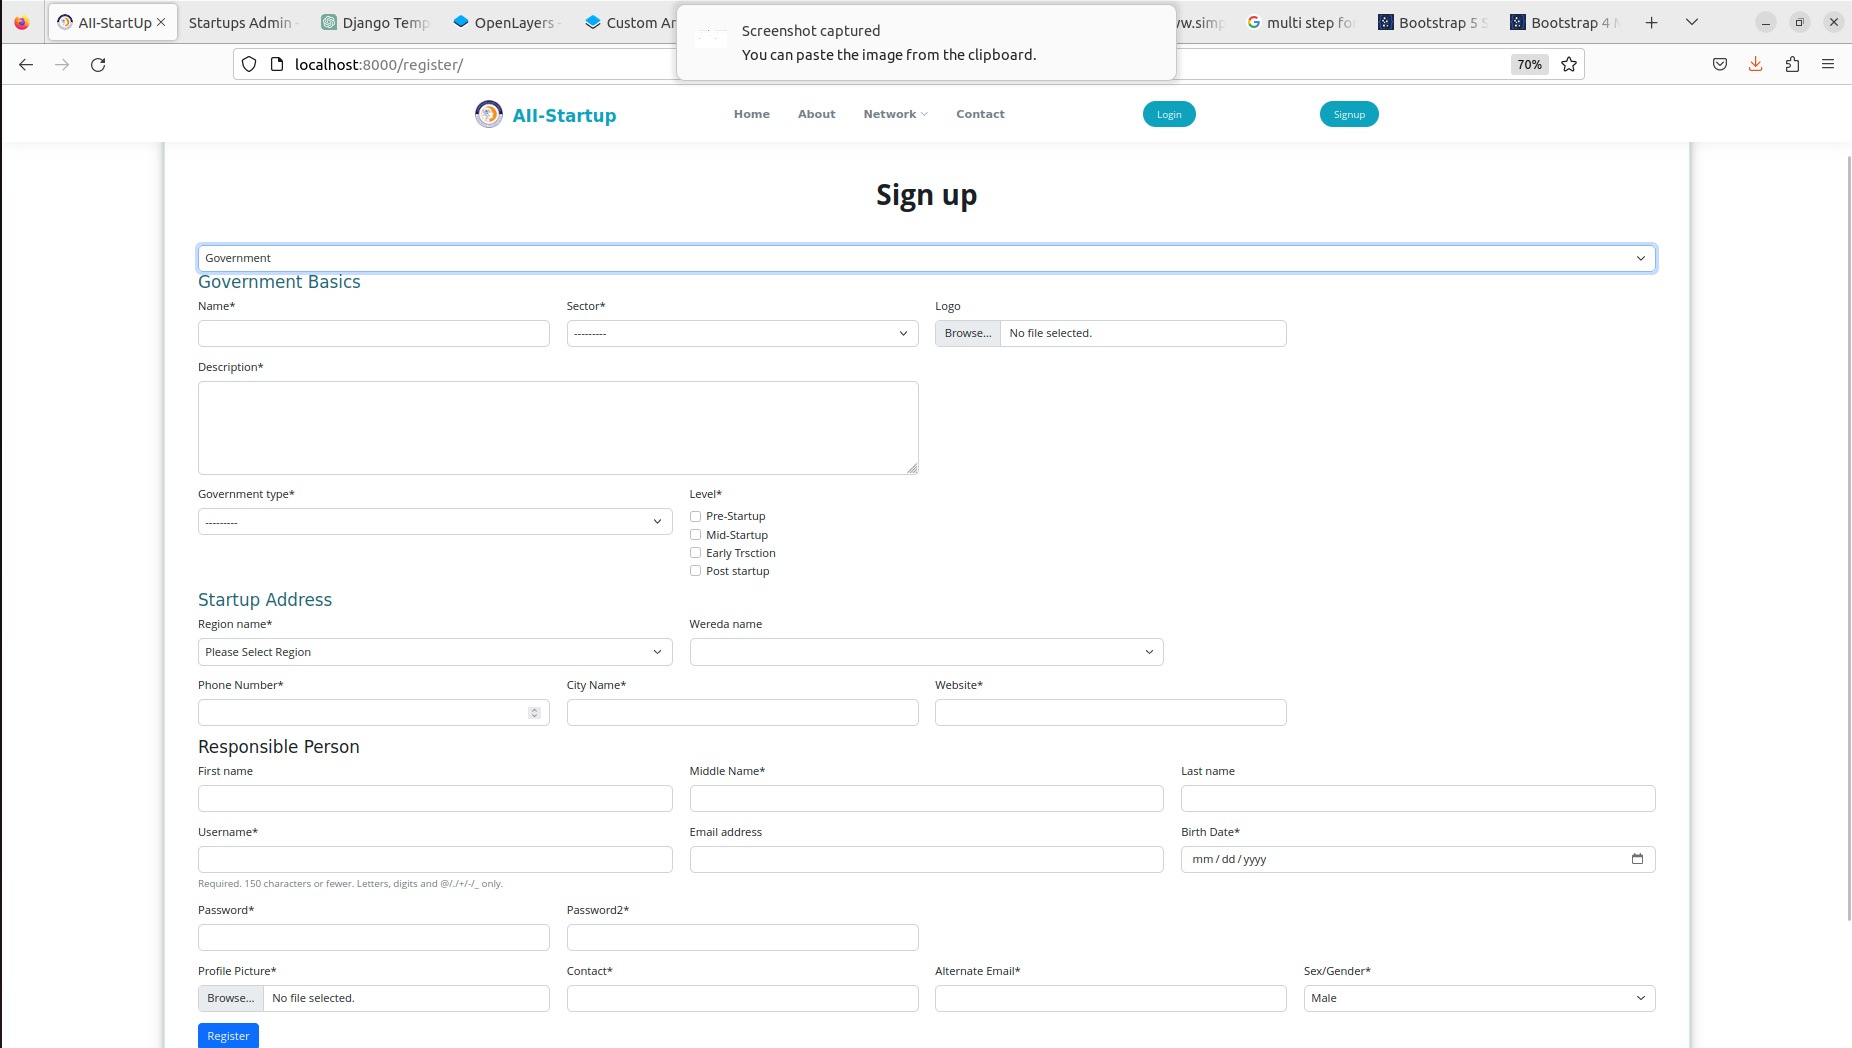 All-StartUp
Startups Admin
Django Temp
OpenLayers
Custom Ar
Screenshot captured
You can paste the image from the clipboard.
multi step fo
Bootstrap 5 S
Bootstrap 4 M
localhost:8000/register/
70%
All-Startup
Home
About
Network
Contact
Login
Signup
Sign up
Government
Government Basics
Name* Sector* Logo
--------- Browse... No file selected.
Description*
Government type* Level*
---------
Pre-Startup
Mid-Startup
Early Trsction
Post startup
Startup Address
Region name* Wereda name
Please Select Region
Phone Number* City Name* Website*
Responsible Person
First name Middle Name* Last name
Username* Email address Birth Date*
mm/dd/yyyy
Required. 150 characters or fewer. Letters, digits and @/./+/-/_ only.
Password* Password2*
Profile Picture* Contact* Alternate Email* Sex/Gender*
Browse... No file selected. Male
Register